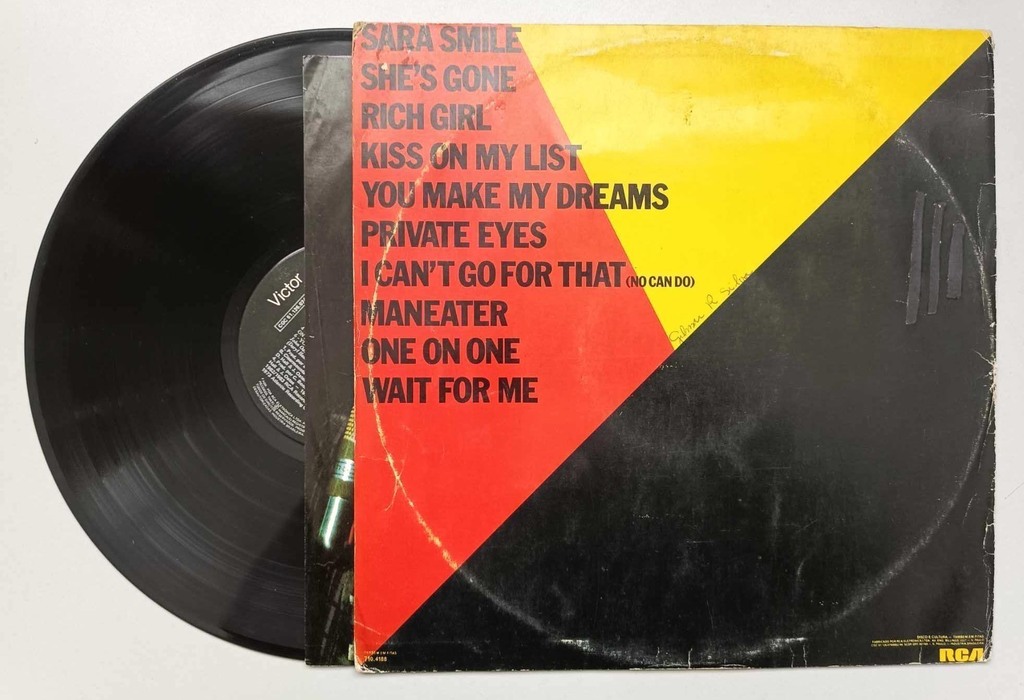 SARA SMILE
SHE'S GONE
RICH GIRL
KISS ON MY LIST
YOU MAKE MY DREAMS
PRIVATE EYES
I CAN'T GO FOR THAT (NO CAN DO)
MANEATER
ONE ON ONE
WAIT FOR ME
Victor
RCA